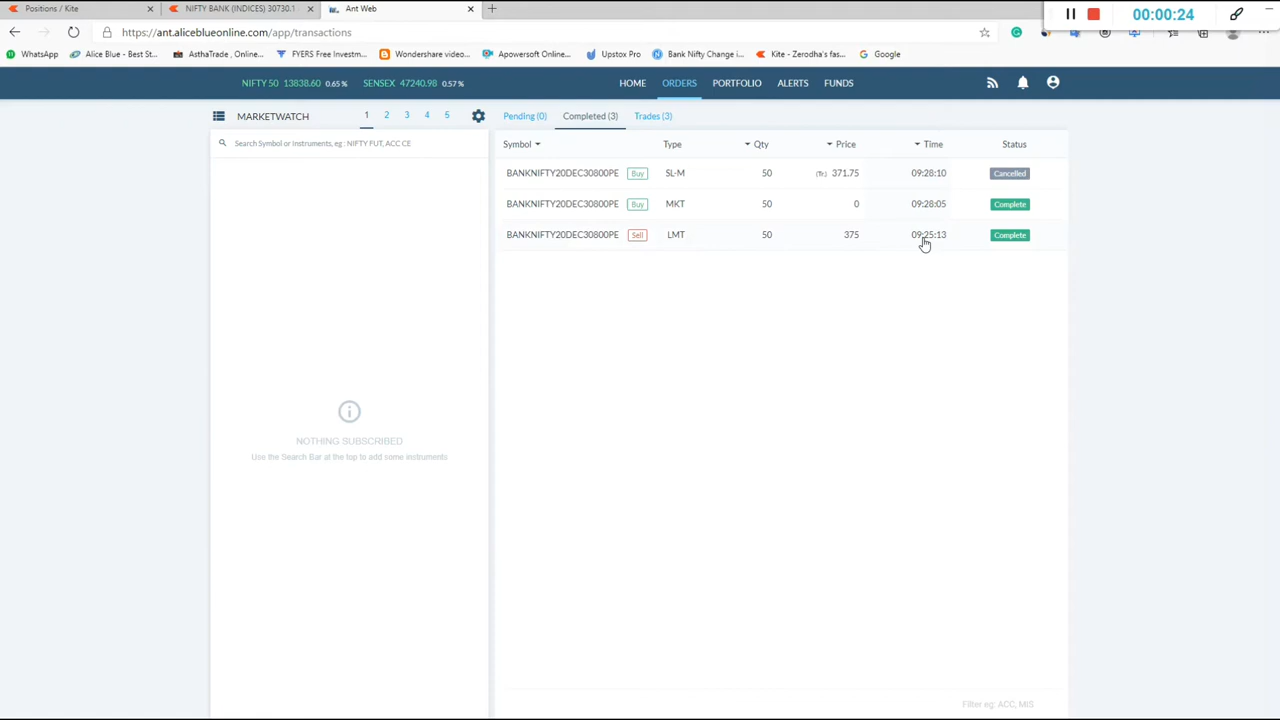 Positions / Kite
NIFTY BANK (INDICES) 30730.1
Ant Web
00:00:24
https://ant.aliceblueonline.com/app/transactions
WhatsApp
Alice Blue - Best St...
AsthaTrade , Online...
FYERS Free Investm...
Wondershare video...
Apowersoft Online...
Upstox Pro
Bank Nifty Change i...
Kite - Zerodha's fas...
Google
NIFTY 50 13838.60 0.65 % SENSEX 47240.98 0.57 %
HOME ORDERS PORTFOLIO ALERTS FUNDS
MARKETWATCH 1 2 3 4 5
Search Symbol or Instruments, eg : NIFTY FUT, ACC CE
NOTHING SUBSCRIBED
Use the Search Bar at the top to add some instruments
Pending (0) Completed (3) Trades (3)
Symbol Type Qty Price Time Status
BANKNIFTY20DEC30800PE Buy SL-M 50 (Tr.) 371.75 09:28:10 Cancelled
BANKNIFTY20DEC30800PE Buy MKT 50 0 09:28:05 Complete
BANKNIFTY20DEC30800PE Sell LMT 50 375 09:25:13 Complete
Filter eg: ACC, MIS